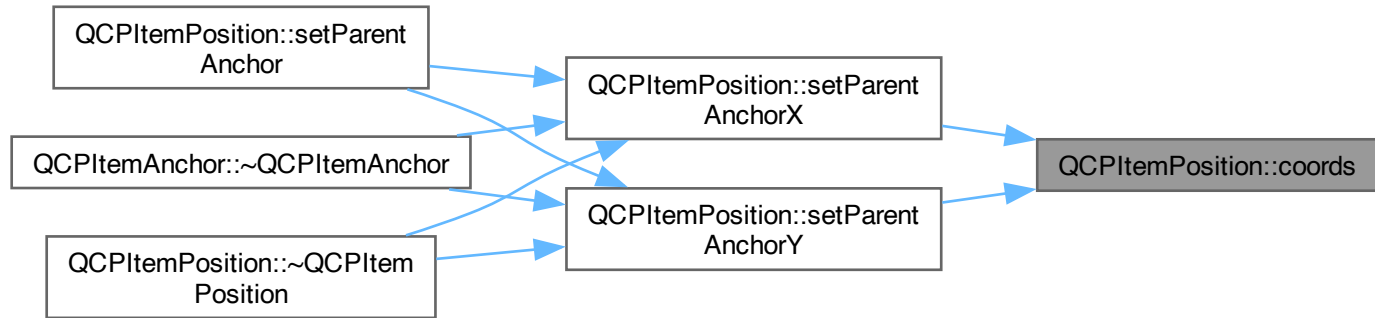 QCPItemPosition::setParent
Anchor
QCPItemAnchor::~QCPItemAnchor
QCPItemPosition::~QCPItem
Position
QCPItemPosition::setParent
AnchorX
QCPItemPosition::setParent
AnchorY
QCPItemPosition::coords